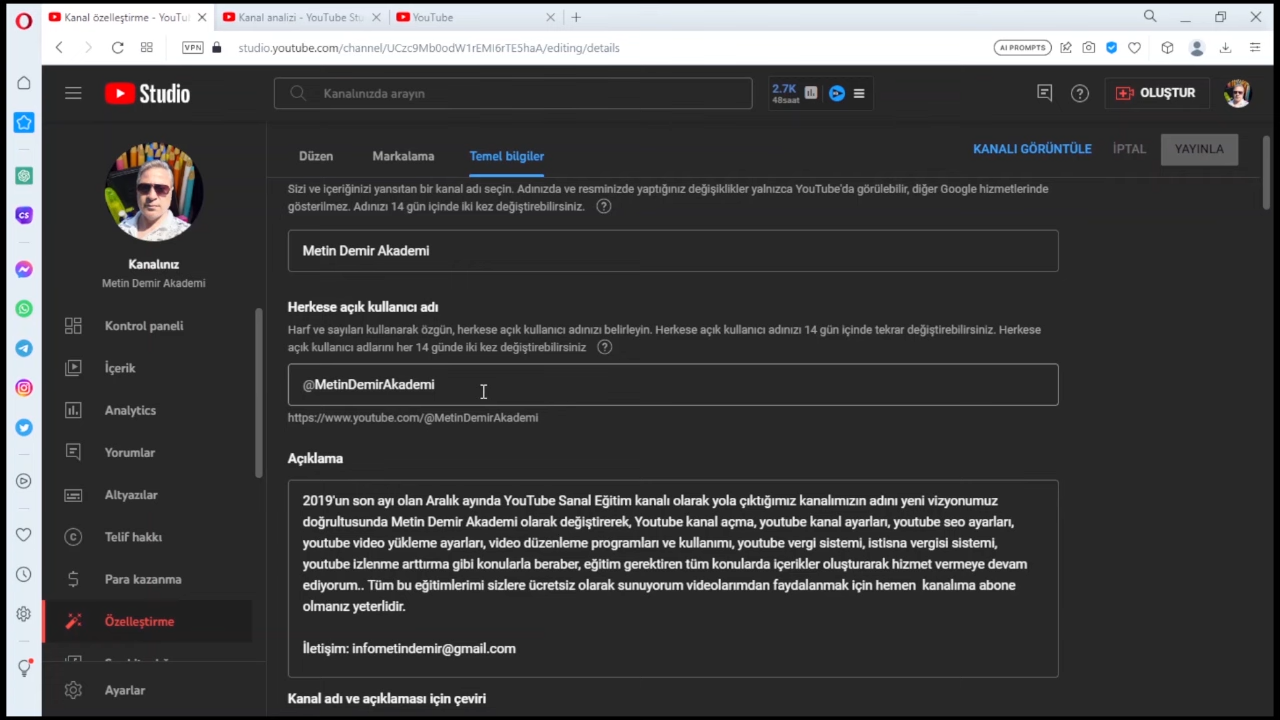 Kanal özelleştirme - YouTu
Kanal analizi - YouTube Stu
YouTube
VPN
studio.youtube.com/channel/UCzc9Mb0odW1rEMI6rTE5haA/editing/details
AI PROMPTS
Studio
Kanalınızda arayın
2.7K
48saat
OLUŞTUR
Düzen
Markalama
Temel bilgiler
KANALI GÖRÜNTÜLE
İPTAL
YAYINLA
Sizi ve içeriğinizi yansıtan bir kanal adı seçin. Adınızda ve resminizde yaptığınız değişiklikler yalnızca YouTube'da görülebilir, diğer Google hizmetlerinde
gösterilmez. Adınızı 14 gün içinde iki kez değiştirebilirsiniz.
Metin Demir Akademi
Kanalınız
Metin Demir Akademi
Herkese açık kullanıcı adı
Harf ve sayıları kullanarak özgün, herkese açık kullanıcı adınızı belirleyin. Herkese açık kullanıcı adınızı 14 gün içinde tekrar değiştirebilirsiniz. Herkese
açık kullanıcı adlarını her 14 günde iki kez değiştirebilirsiniz
@MetinDemirAkademi
https://www.youtube.com/@MetinDemirAkademi
Kontrol paneli
İçerik
Analytics
Yorumlar
Altyazılar
Telif hakkı
Para kazanma
Özelleştirme
Ayarlar
Açıklama
2019'un son ayı olan Aralık ayında YouTube Sanal Eğitim kanalı olarak yola çıktığımız kanalımızın adını yeni vizyonumuz
doğrultusunda Metin Demir Akademi olarak değiştirerek, Youtube kanal açma, youtube kanal ayarları, youtube seo ayarları,
youtube video yükleme ayarları, video düzenleme programları ve kullanımı, youtube vergi sistemi, istisna vergisi sistemi,
youtube izlenme arttırma gibi konularla beraber, eğitim gerektiren tüm konularda içerikler oluşturarak hizmet vermeye devam
ediyorum.. Tüm bu eğitimlerimi sizlere ücretsiz olarak sunuyorum videolarımdan faydalanmak için hemen kanalıma abone
olmanız yeterlidir.
İletişim: infometindemir@gmail.com
Kanal adı ve açıklaması için çeviri